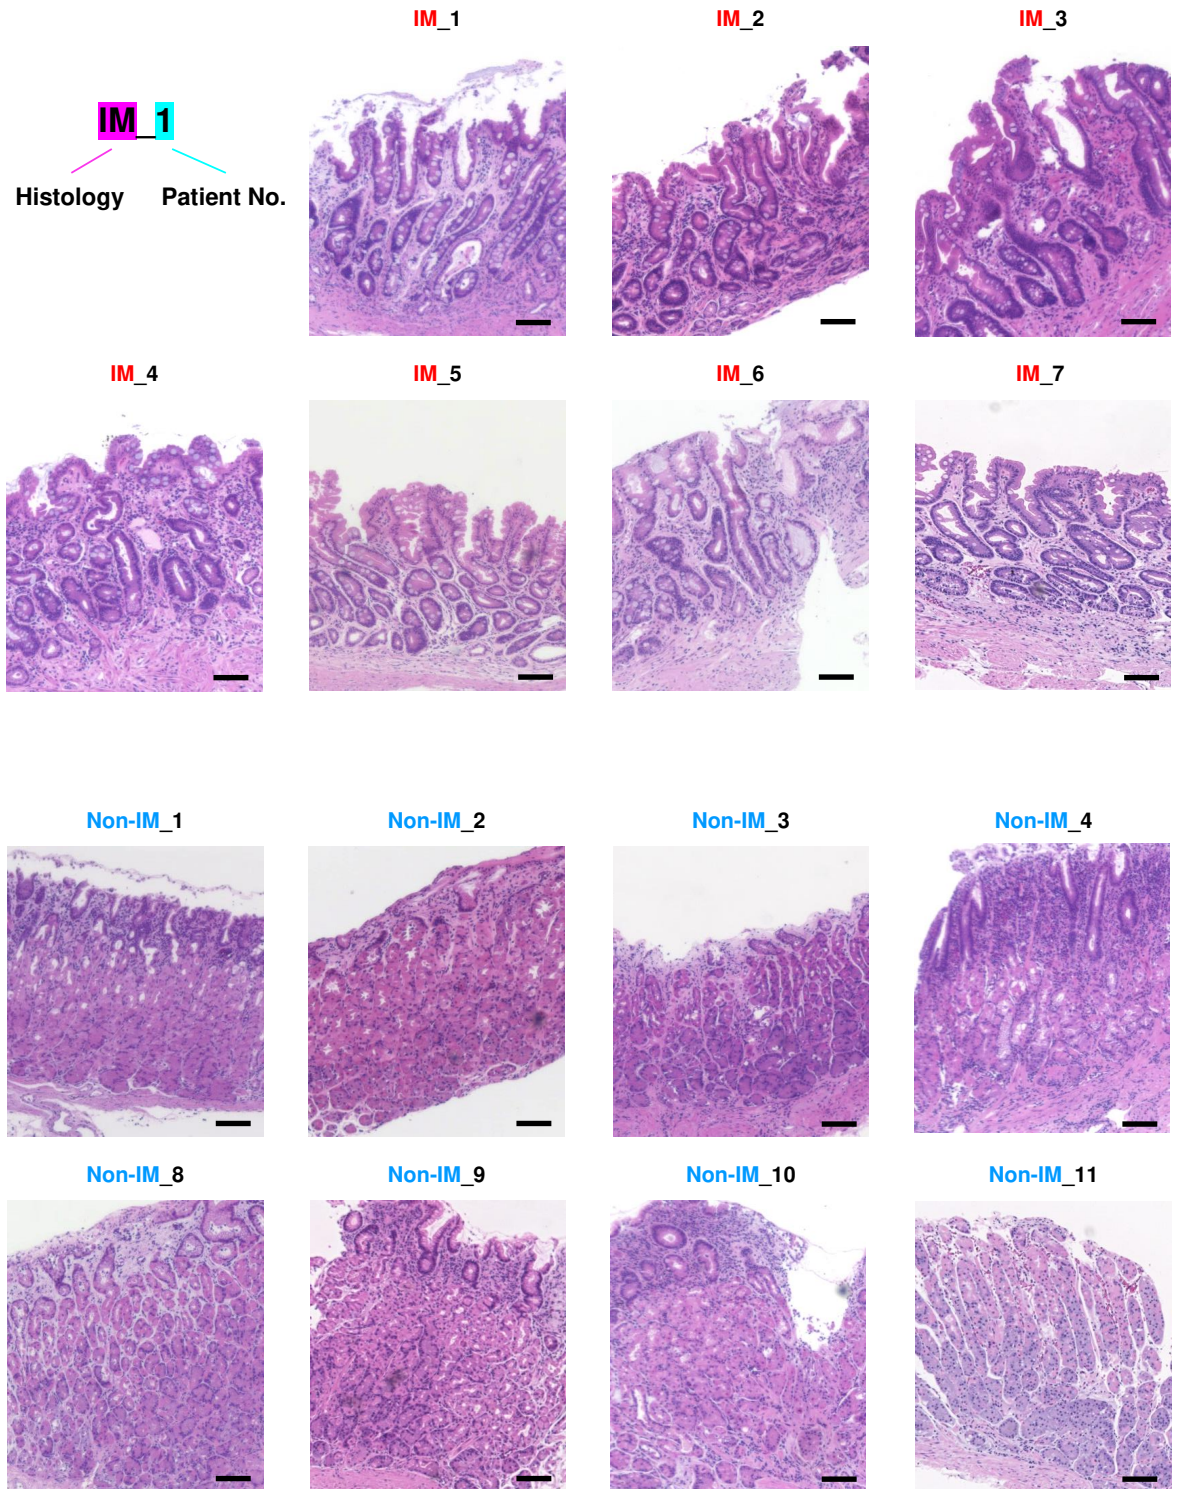 IM_1
IM_2
IM_3
IM_1
Histology
Patient No.
IM_4
IM_5
IM_6
IM_7
Non-IM_1
Non-IM_2
Non-IM_3
Non-IM_4
Non-IM_8
Non-IM_9
Non-IM_10
Non-IM_11